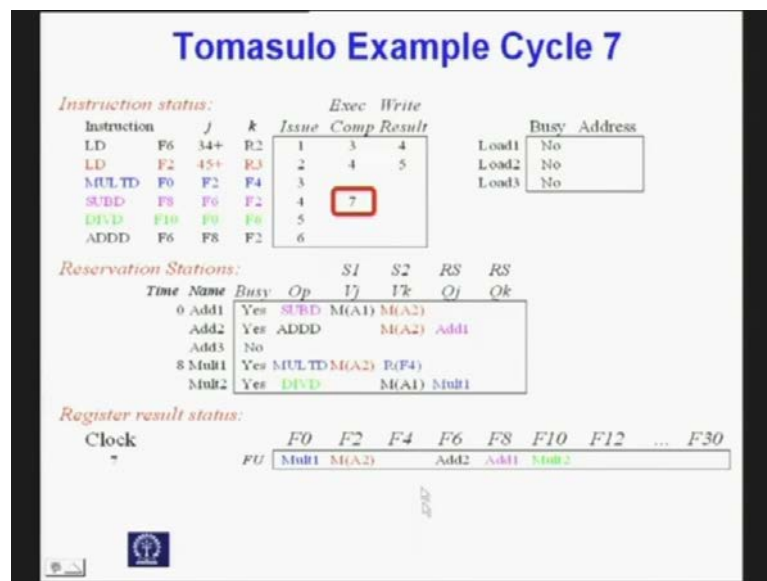 Tomasulo Example Cycle 7
Instruction status: Exec Write
Instruction j k Issue Comp Result Busy Address
LD F6 34+ R2 1 3 4 Load1 No
LD F2 45+ R3 2 4 5 Load2 No
MULTD F0 F2 F4 3 Load3 No
SUBD F8 F6 F2 4 7
DIVD F10 F0 F6 5
ADDD F6 F8 F2 6
Reservation Stations: S1 S2 RS RS
Time Name Busy Op Vj Vk Qj Qk
0 Add1 Yes SUBD M(A1) M(A2)
Add2 Yes ADDD M(A2) Add1
Add3 No
8 Mult1 Yes MULTD M(A2) R(F4)
Mult2 Yes DIVD M(A1) Mult1
Register result status:
Clock F0 F2 F4 F6 F8 F10 F12 ... F30
7 FU Mult1 M(A2) Add2 Add1 Mult2